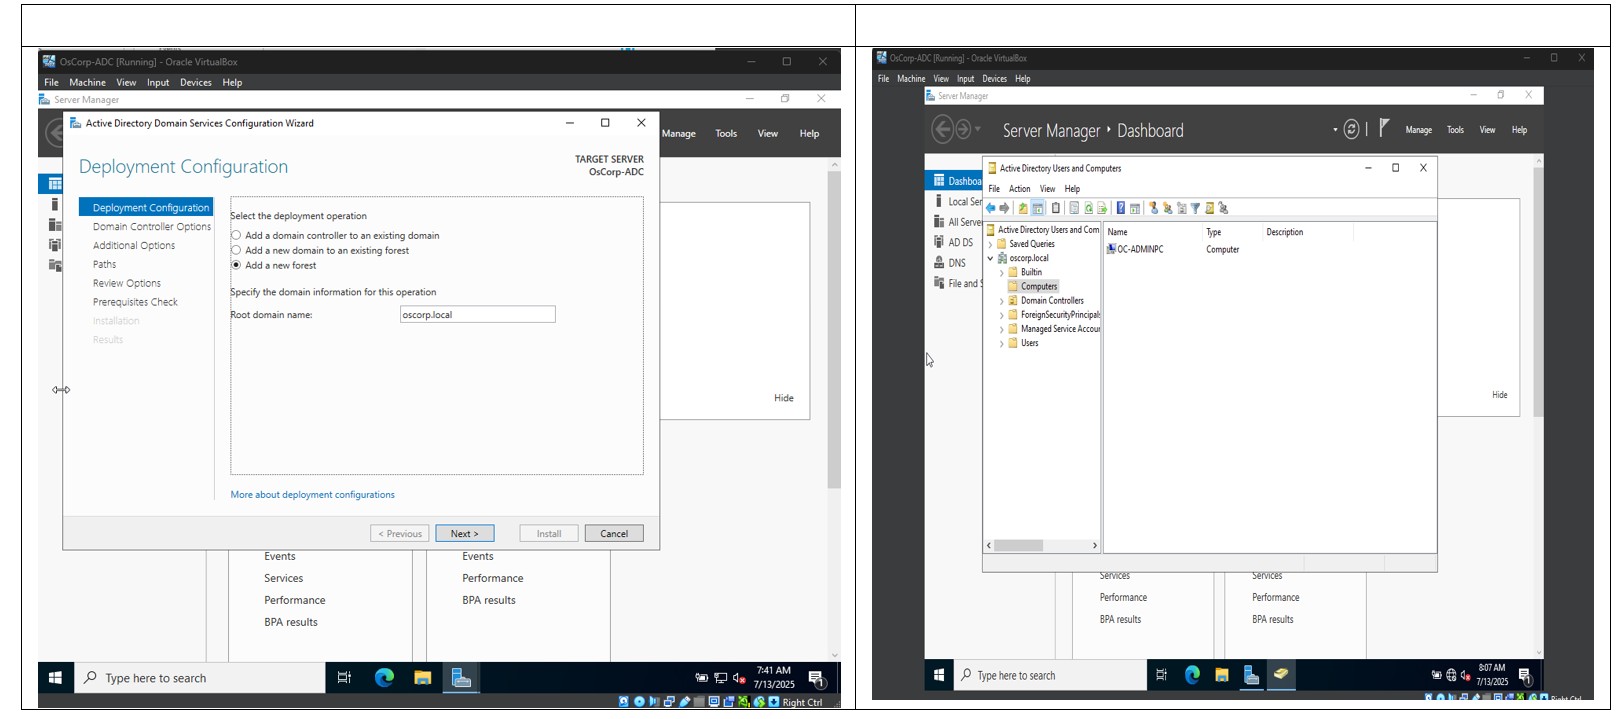 OsCorp-ADC [Running] - Oracle VirtualBox
File Machine View Input Devices Help
Server Manager
Active Directory Domain Services Configuration Wizard
Manage Tools View Help
Deployment Configuration
TARGET SERVER
OsCorp-ADC
Deployment Configuration
Domain Controller Options
Additional Options
Paths
Review Options
Prerequisites Check
Installation
Results
Select the deployment operation
Add a domain controller to an existing domain
Add a new domain to an existing forest
Add a new forest
Specify the domain information for this operation
Root domain name: oscorp.local
Hide
More about deployment configurations
< Previous Next > Install Cancel
Events
Services
Performance
BPA results
Events
Performance
BPA results
Type here to search
7:41 AM
7/13/2025
1
Right Ctrl
OsCorp-ADC [Running] - Oracle VirtualBox
File Machine View Input Devices Help
Server Manager
Server Manager Dashboard
Manage Tools View Help
Dashboa
Local Ser
All Serve
AD DS
DNS
File and S
Active Directory Users and Computers
File Action View Help
Active Directory Users and Com
Saved Queries
oscorp.local
Builtin
Computers
Domain Controllers
ForeignSecurityPrincipals
Managed Service Accour
Users
Name Type Description
OC-ADMINPC Computer
Hide
Services
Performance
BPA results
Services
Performance
BPA results
Type here to search
8:07 AM
7/13/2025
1
Right Ctrl